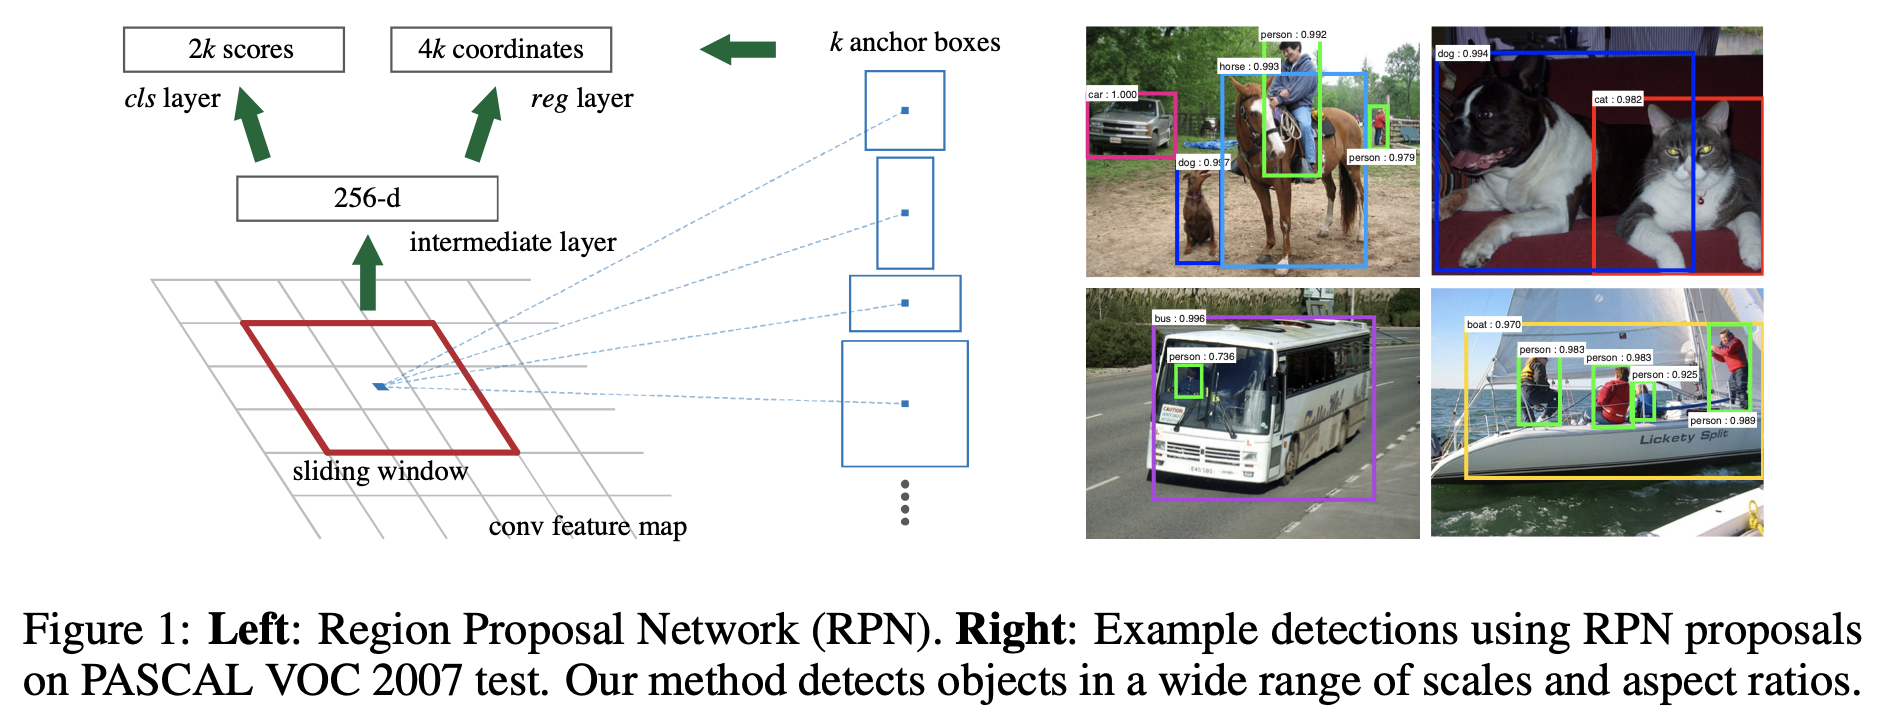 2k scores
4k coordinates
k anchor boxes
cls layer
reg layer
256-d
intermediate layer
sliding window
conv feature map
person : 0.992
horse : 0.993
car : 1.000
dog : 0.997
person : 0.979
dog : 0.994
cat : 0.982
bus : 0.996
person : 0.736
CAUTION
boat : 0.970
person : 0.983
person : 0.983
person : 0.925
person : 0.989
Lickety Split
Figure 1: Left: Region Proposal Network (RPN). Right: Example detections using RPN proposals
on PASCAL VOC 2007 test. Our method detects objects in a wide range of scales and aspect ratios.